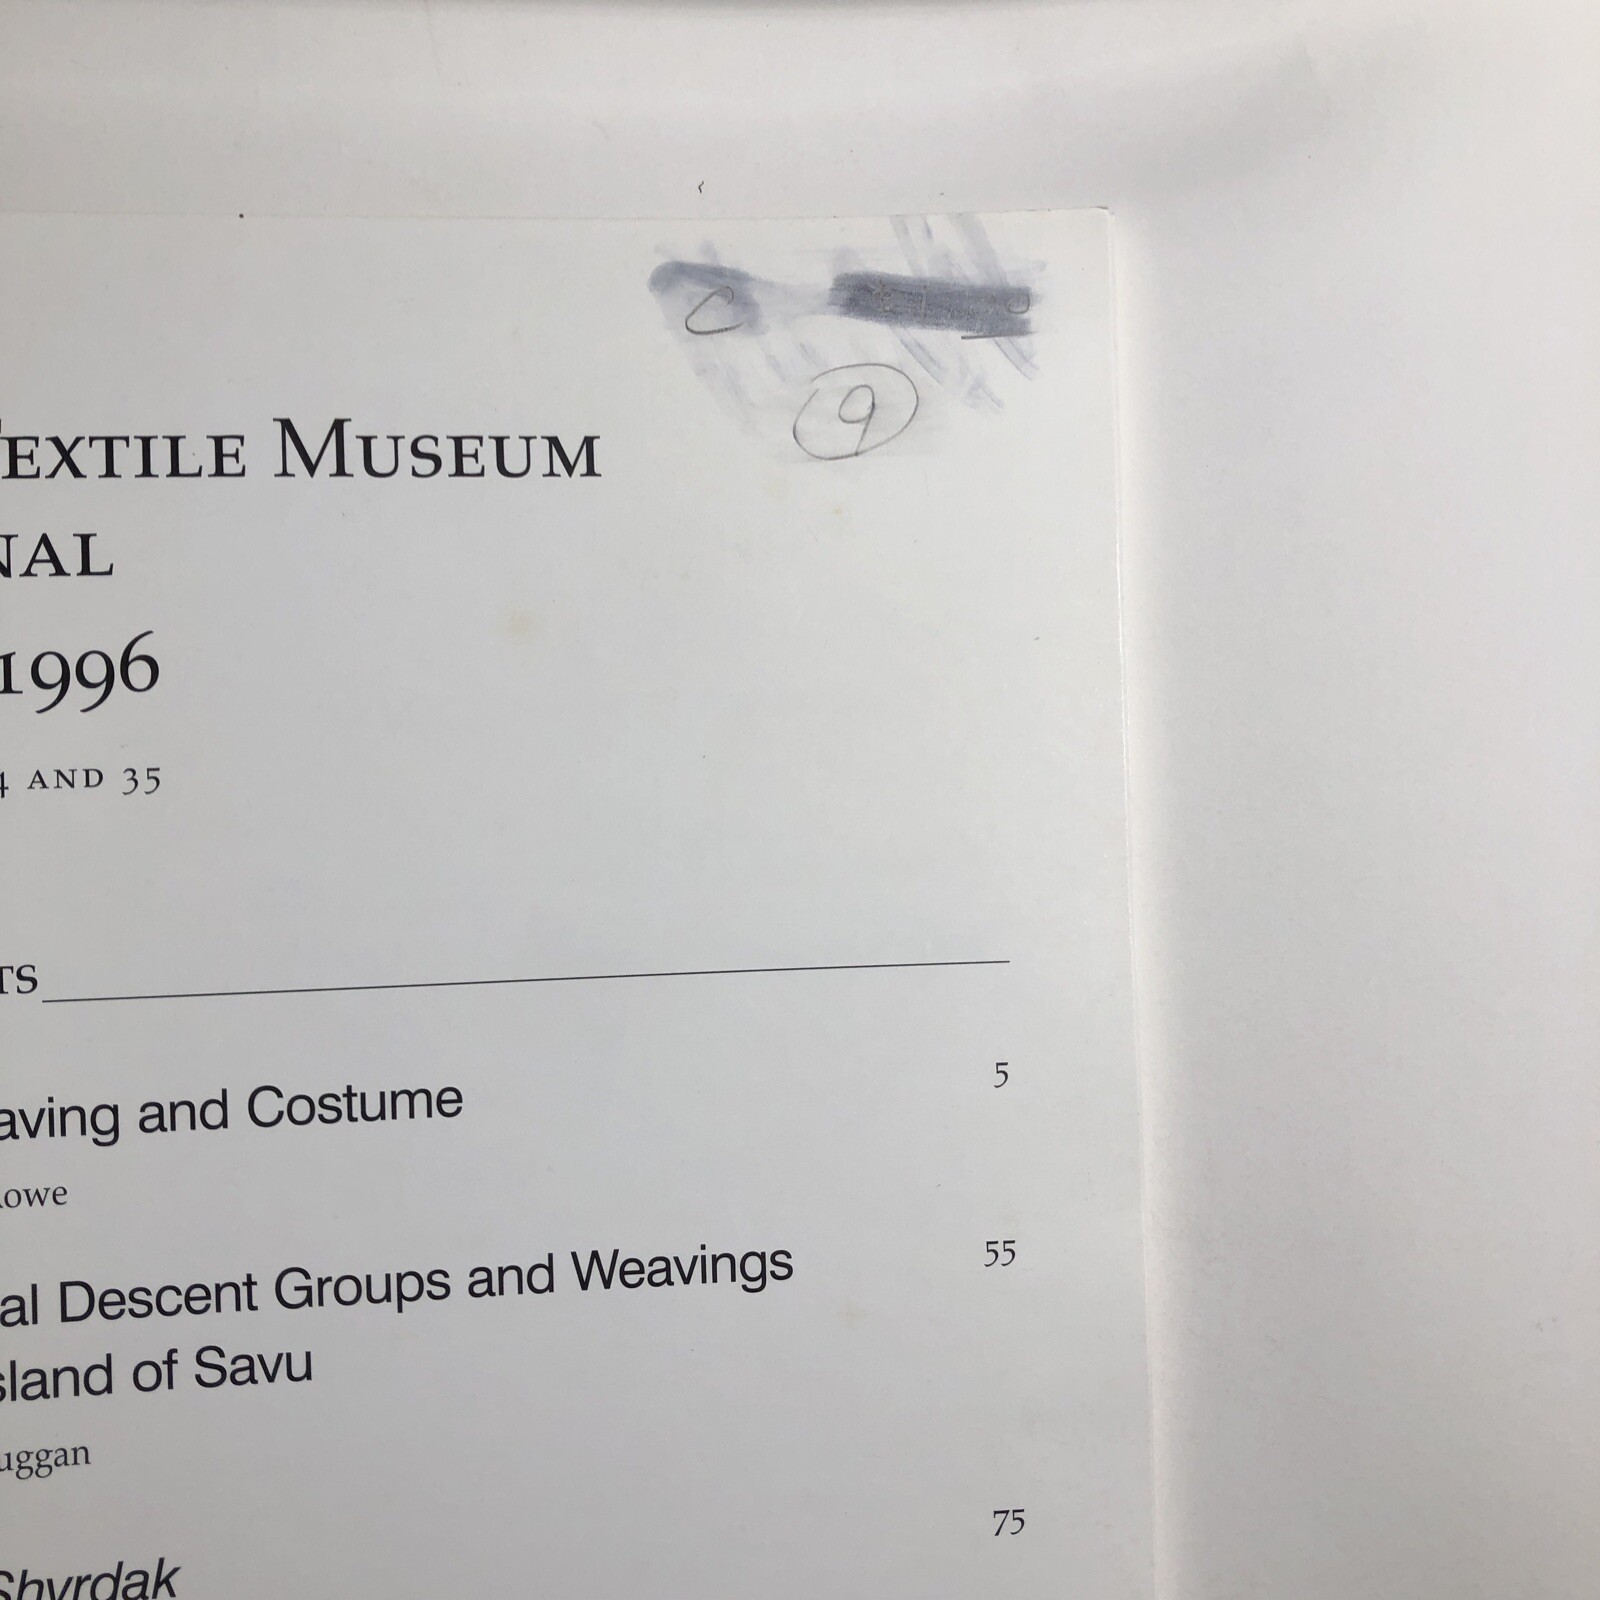 C
9
EXTILE MUSEUM
NAL
1996
4 AND 35
TS
aving and Costume 5
owe
al Descent Groups and Weavings 55
sland of Savu
uggan
75
Shyrdak